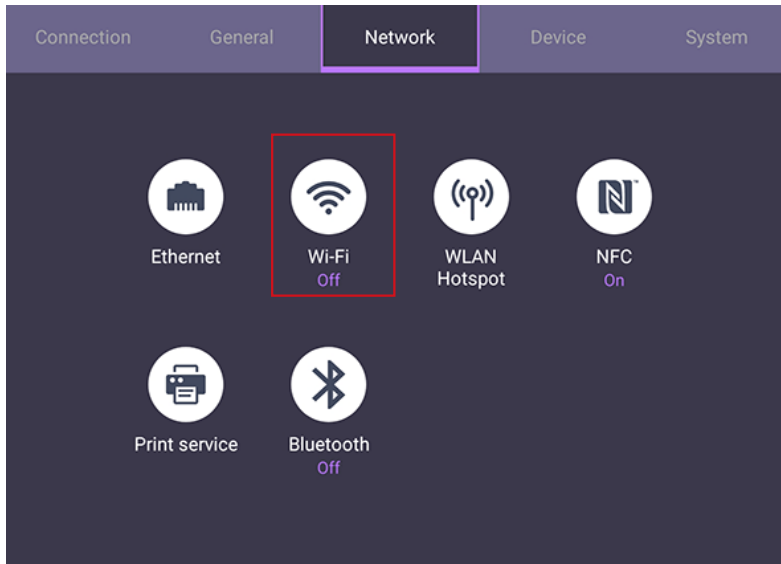 Connection General Network Device System
Ethernet
Wi-Fi
Off
WLAN
Hotspot
NFC
On
Print service
Bluetooth
Off